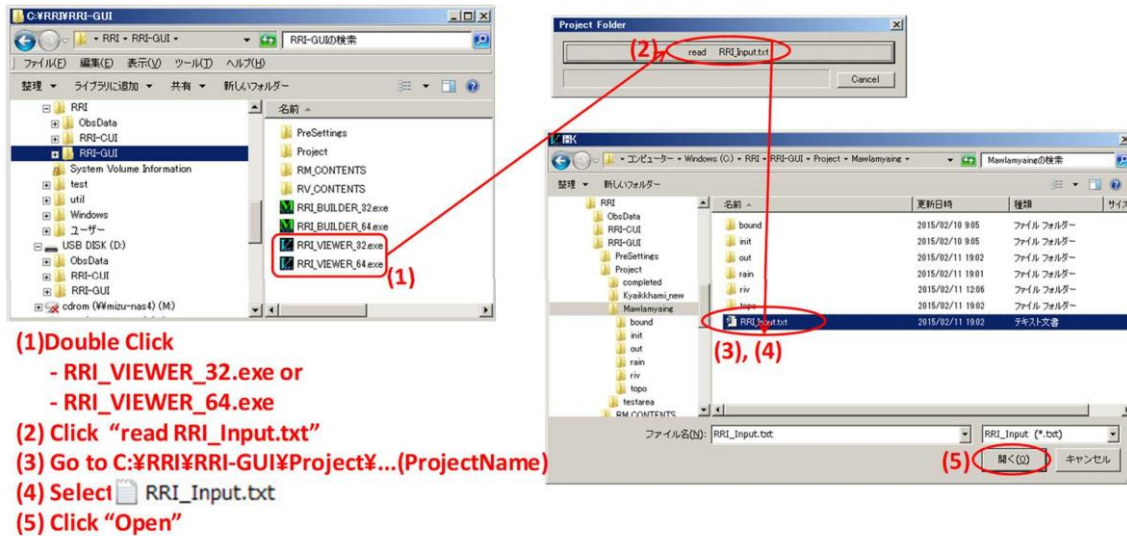 C:¥RRI¥RRI-GUI
RRI ▸ RRI-GUI ▸
RRI-GUIの検索
ファイル(F) 編集(E) 表示(V) ツール(T) ヘルプ(H)
整理 ライブラリに追加 共有 新しいフォルダー
RRI
ObsData
RRI-CUI
RRI-GUI
System Volume Information
test
util
Windows
ユーザー
USB DISK (D:)
ObsData
RRI-CUI
RRI-GUI
cdrom (¥¥mizu-nas4) (M:)
名前
PreSettings
Project
RM_CONTENTS
RV_CONTENTS
RRI_BUILDER_32.exe
RRI_BUILDER_64.exe
RRI_VIEWER_32.exe
RRI_VIEWER_64.exe
(1)
Project Folder
(2)
read RRI_Input.txt
Cancel
開く
コンピューター ▸ Windows (C:) ▸ RRI ▸ RRI-GUI ▸ Project ▸ Mawlamyaing ▸
Mawlamyaingの検索
整理 新しいフォルダー
RRI
ObsData
RRI-CUI
RRI-GUI
PreSettings
Project
completed
Kyaikkhami_new
Mawlamyaing
bound
init
out
rain
riv
topo
testarea
RM_CONTENTS
名前 更新日時 種類 サイズ
bound 2015/02/10 9:05 ファイル フォルダー
init 2015/02/10 9:05 ファイル フォルダー
out 2015/02/11 19:02 ファイル フォルダー
rain 2015/02/11 19:01 ファイル フォルダー
riv 2015/02/11 12:06 ファイル フォルダー
topo 2015/02/11 19:02 ファイル フォルダー
RRI_Input.txt 2015/02/11 19:02 テキスト文書
(3), (4)
ファイル名(N): RRI_Input.txt RRI_Input (*.txt)
(5) 開く(O) キャンセル
(1)Double Click
- RRI_VIEWER_32.exe or
- RRI_VIEWER_64.exe
(2) Click “read RRI_Input.txt”
(3) Go to C:¥RRI¥RRI-GUI¥Project¥...(ProjectName)
(4) Select RRI_Input.txt
(5) Click “Open”